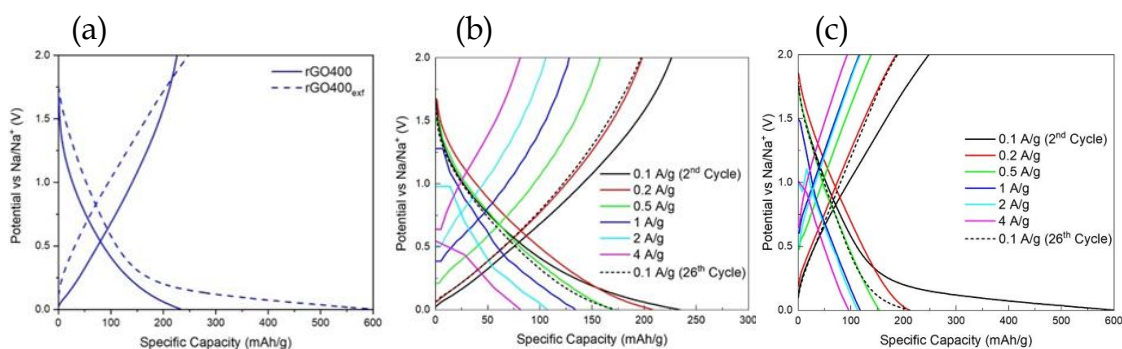 (a)
(b)
(c)
2.0
1.5
1.0
0.5
0.0
Potential vs Na/Na⁺ (V)
rGO400
rGO400exf
0 100 200 300 400 500 600
Specific Capacity (mAh/g)
2.0
1.5
1.0
0.5
0.0
Potential vs Na/Na⁺ (V)
0.1 A/g (2nd Cycle)
0.2 A/g
0.5 A/g
1 A/g
2 A/g
4 A/g
0.1 A/g (26th Cycle)
0 50 100 150 200 250 300
Specific Capacity (mAh/g)
2.0
1.5
1.0
0.5
0.0
Potential vs Na/Na⁺ (V)
0.1 A/g (2nd Cycle)
0.2 A/g
0.5 A/g
1 A/g
2 A/g
4 A/g
0.1 A/g (26th Cycle)
0 100 200 300 400 500 600
Specific Capacity (mAh/g)